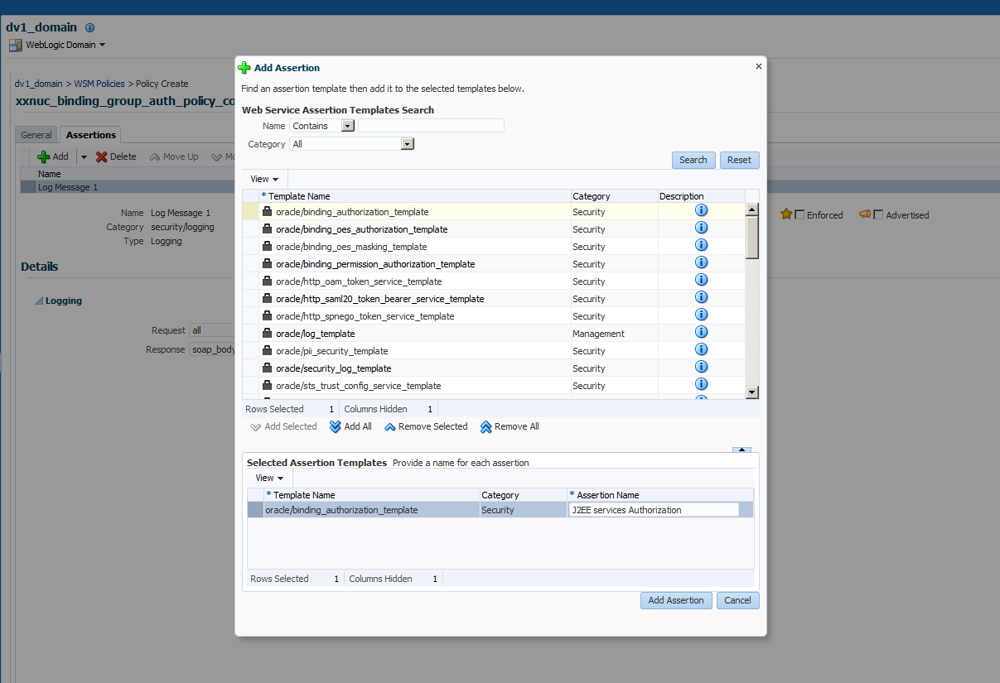 dv1_domain
WebLogic Domain
dv1_domain > WSM Policies > Policy Create
xxnuc_binding_group_auth_policy_co
General Assertions
Add Delete Move Up Mo
Name
Log Message 1
Name Log Message 1
Category security/logging
Type Logging
Enforced Advertised
Details
Logging
Request all
Response soap_body
Add Assertion
Find an assertion template then add it to the selected templates below.
Web Service Assertion Templates Search
Name Contains
Category All
Search Reset
View
* Template Name Category Description
oracle/binding_authorization_template Security
oracle/binding_oes_authorization_template Security
oracle/binding_oes_masking_template Security
oracle/binding_permission_authorization_template Security
oracle/http_oam_token_service_template Security
oracle/http_saml20_token_bearer_service_template Security
oracle/http_spnego_token_service_template Security
oracle/log_template Management
oracle/pii_security_template Security
oracle/security_log_template Security
oracle/sts_trust_config_service_template Security
Rows Selected 1 Columns Hidden 1
Add Selected Add All Remove Selected Remove All
Selected Assertion Templates Provide a name for each assertion
View
* Template Name Category * Assertion Name
oracle/binding_authorization_template Security J2EE services Authorization
Rows Selected 1 Columns Hidden 1
Add Assertion Cancel